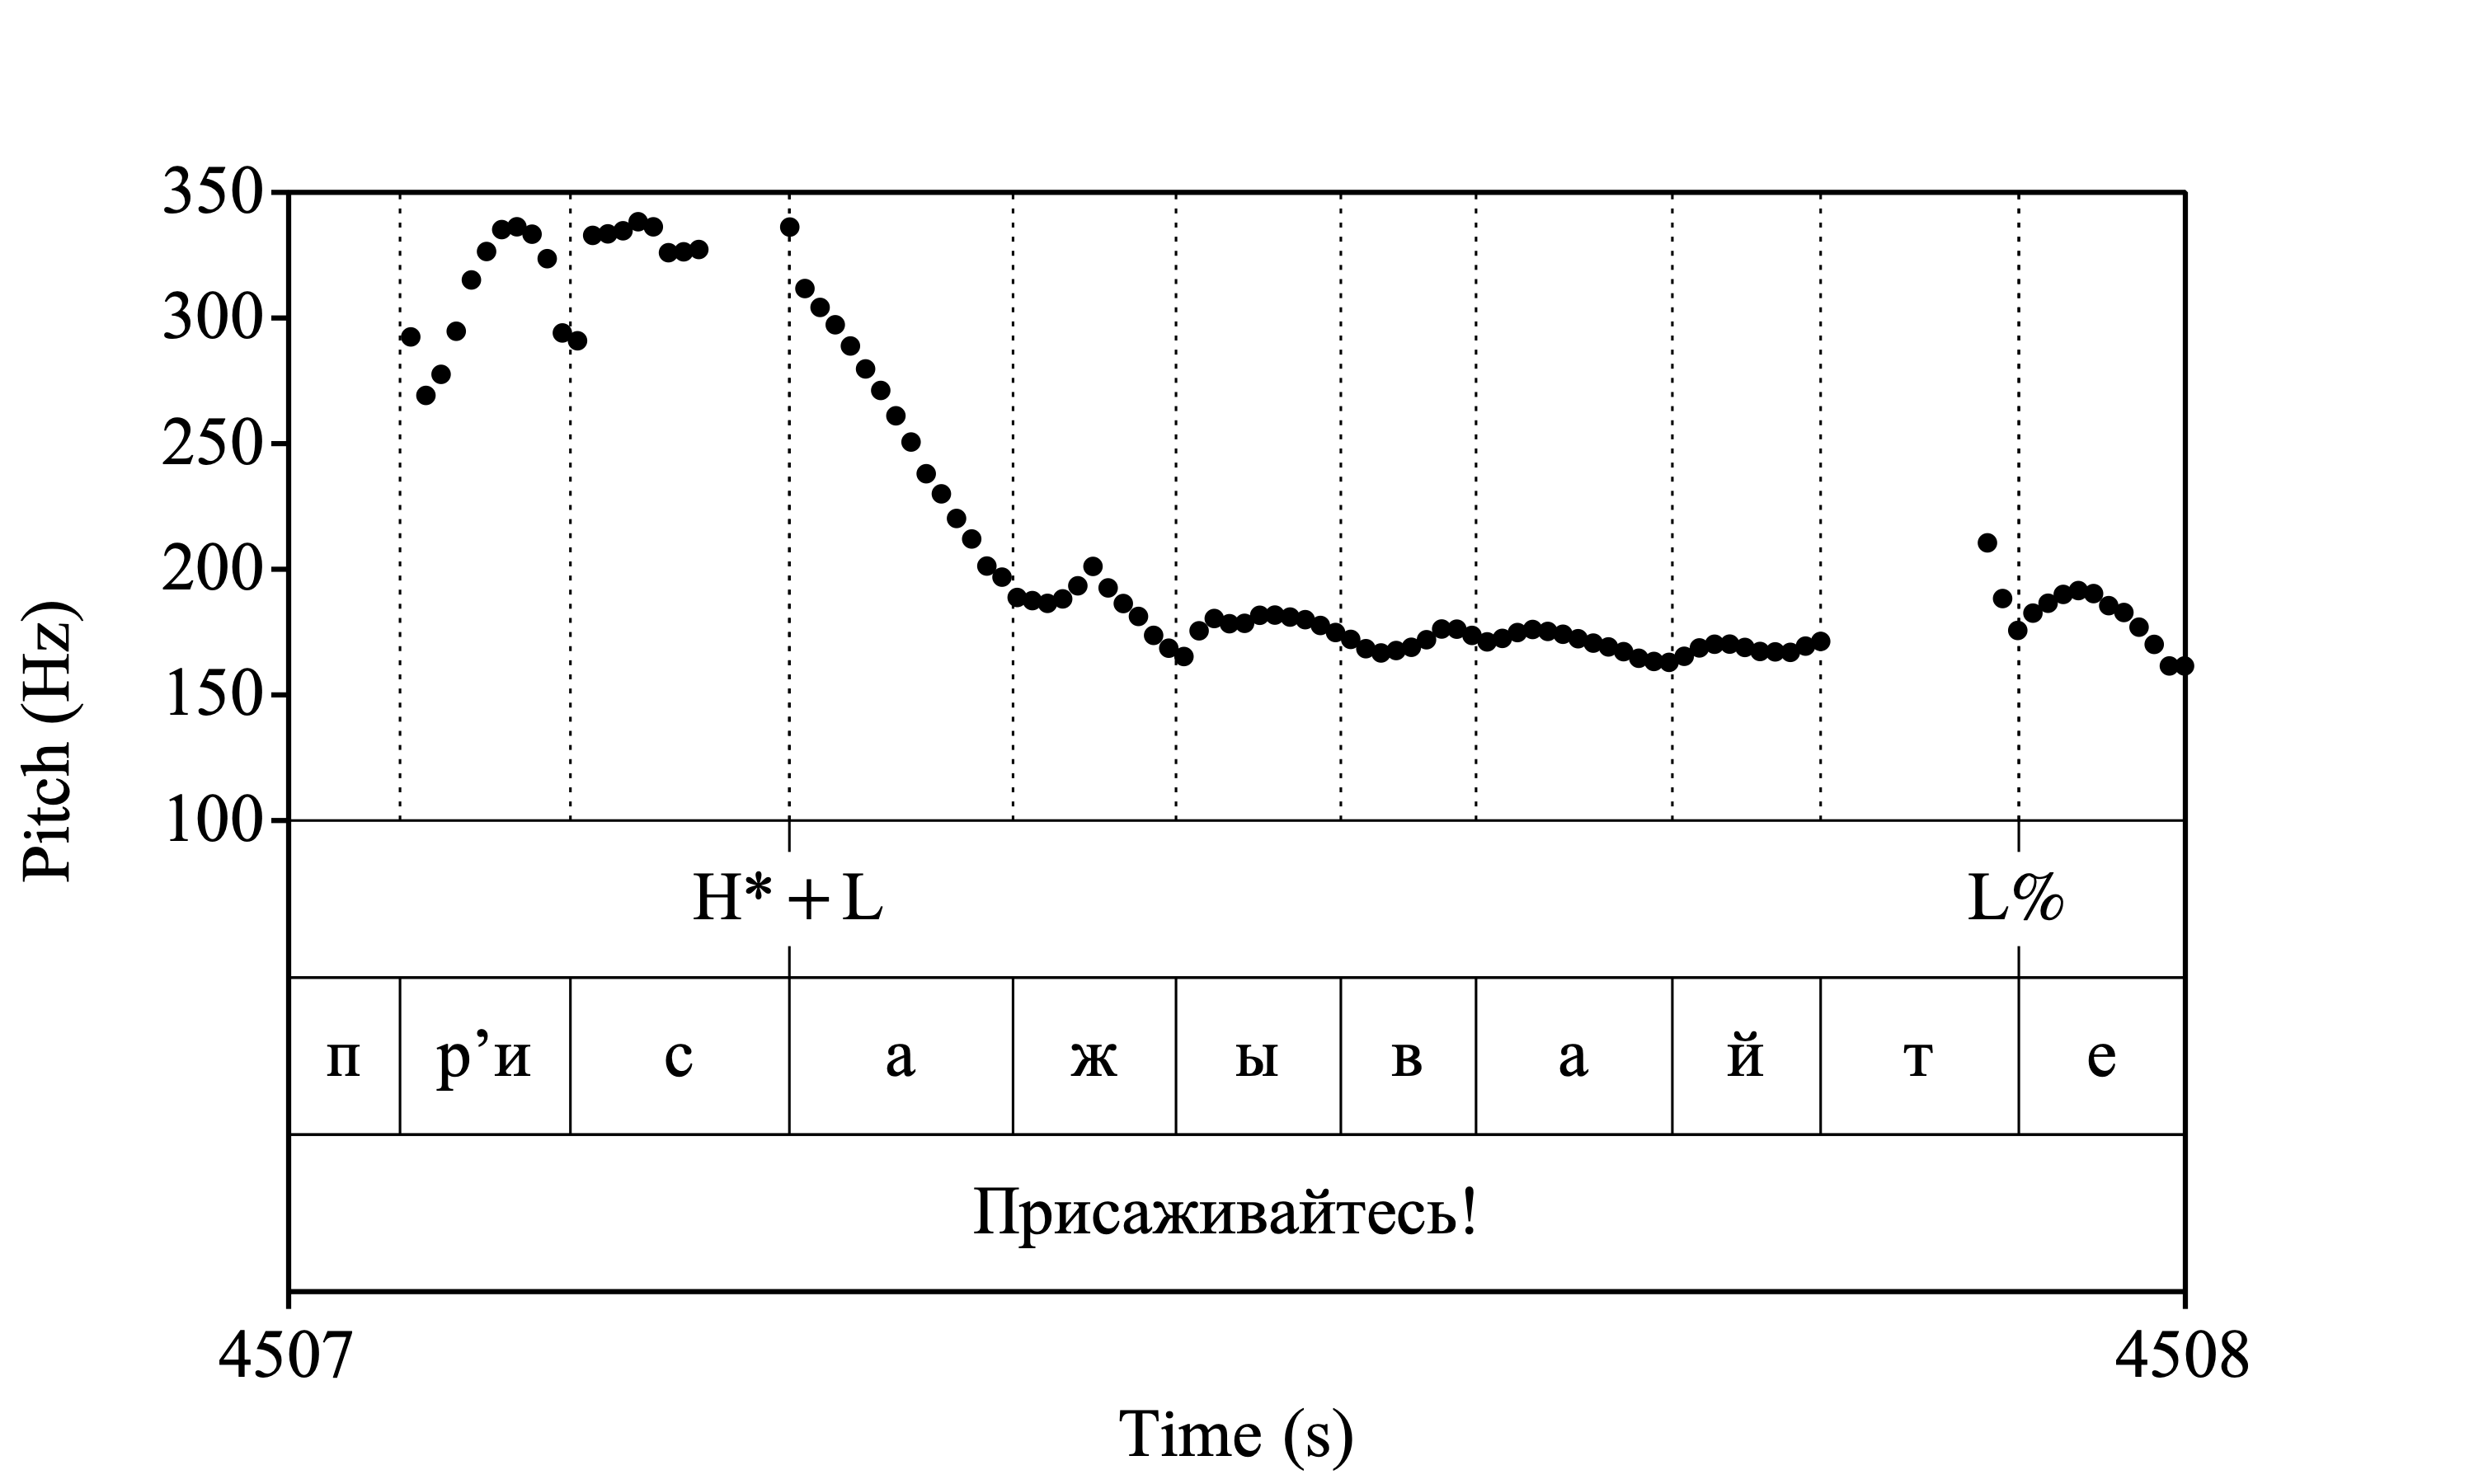 350
300
250
200
150
100
Pitch (Hz)
H*+L L%
п р’и с а ж ы в а й т е
Присаживайтесь!
4507 4508
Time (s)